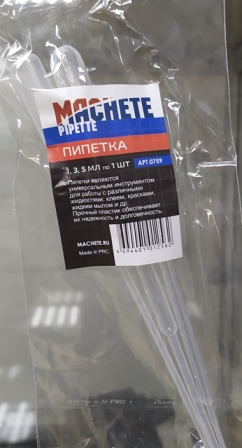 MACHETE
PIPETTE
ПИПЕТКА
1, 3, 5 МЛ по 1 ШТ АРТ.0759
Пипетки являются
универсальным инструментом
для работы с различными
жидкостями: клеем, красками,
жидким мылом и др.
Прочный пластик обеспечивает
их надежность и долговечность.
MACHETE.RU
Made in PRC